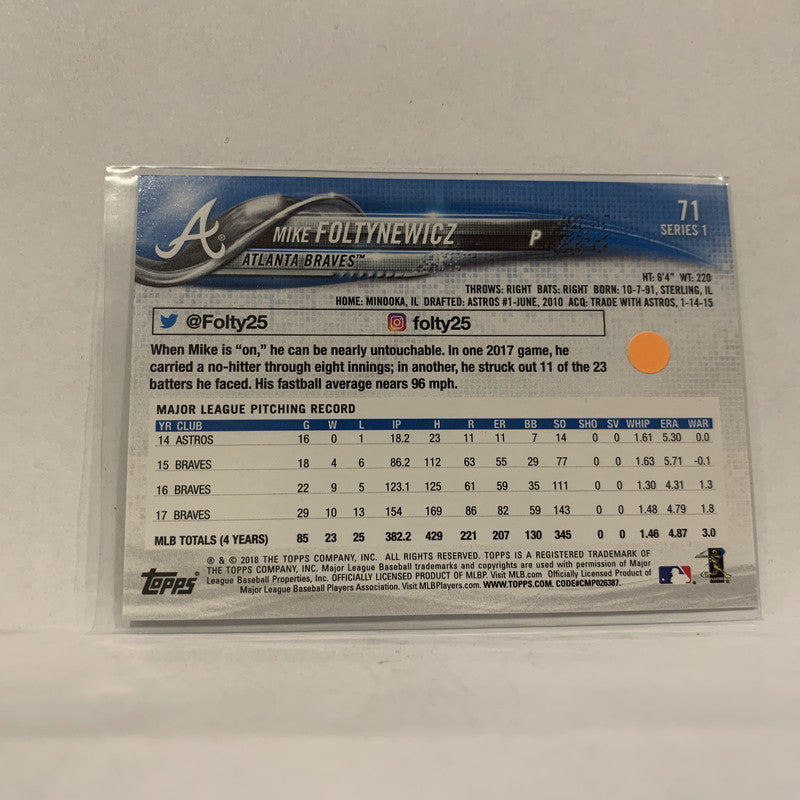 A
MIKE FOLTYNEWICZ P
ATLANTA BRAVES™
71
SERIES 1
HT: 6'4" WT: 220
THROWS: RIGHT BATS: RIGHT BORN: 10-7-91, STERLING, IL
HOME: MINOOKA, IL DRAFTED: ASTROS #1-JUNE, 2010 ACQ: TRADE WITH ASTROS, 1-14-15
@Folty25 folty25
When Mike is “on,” he can be nearly untouchable. In one 2017 game, he
carried a no-hitter through eight innings; in another, he struck out 11 of the 23
batters he faced. His fastball average nears 96 mph.
MAJOR LEAGUE PITCHING RECORD
YR CLUB G W L IP H R ER BB SO SHO SV WHIP ERA WAR
14 ASTROS 16 0 1 18.2 23 11 11 7 14 0 0 1.61 5.30 0.0
15 BRAVES 18 4 6 86.2 112 63 55 29 77 0 0 1.63 5.71 -0.1
16 BRAVES 22 9 5 123.1 125 61 59 35 111 0 0 1.30 4.31 1.3
17 BRAVES 29 10 13 154 169 86 82 59 143 0 0 1.48 4.79 1.8
MLB TOTALS (4 YEARS) 85 23 25 382.2 429 221 207 130 345 0 0 1.46 4.87 3.0
® & © 2018 THE TOPPS COMPANY, INC. ALL RIGHTS RESERVED. TOPPS IS A REGISTERED TRADEMARK OF
THE TOPPS COMPANY, INC. Major League Baseball trademarks and copyrights are used with permission of Major
League Baseball Properties, Inc. OFFICIALLY LICENSED PRODUCT OF MLBP. Visit MLB.com Officially Licensed Product of
Major League Baseball Players Association. Visit MLBPlayers.com. WWW.TOPPS.COM. CODE#CMP026387.
TOPPS